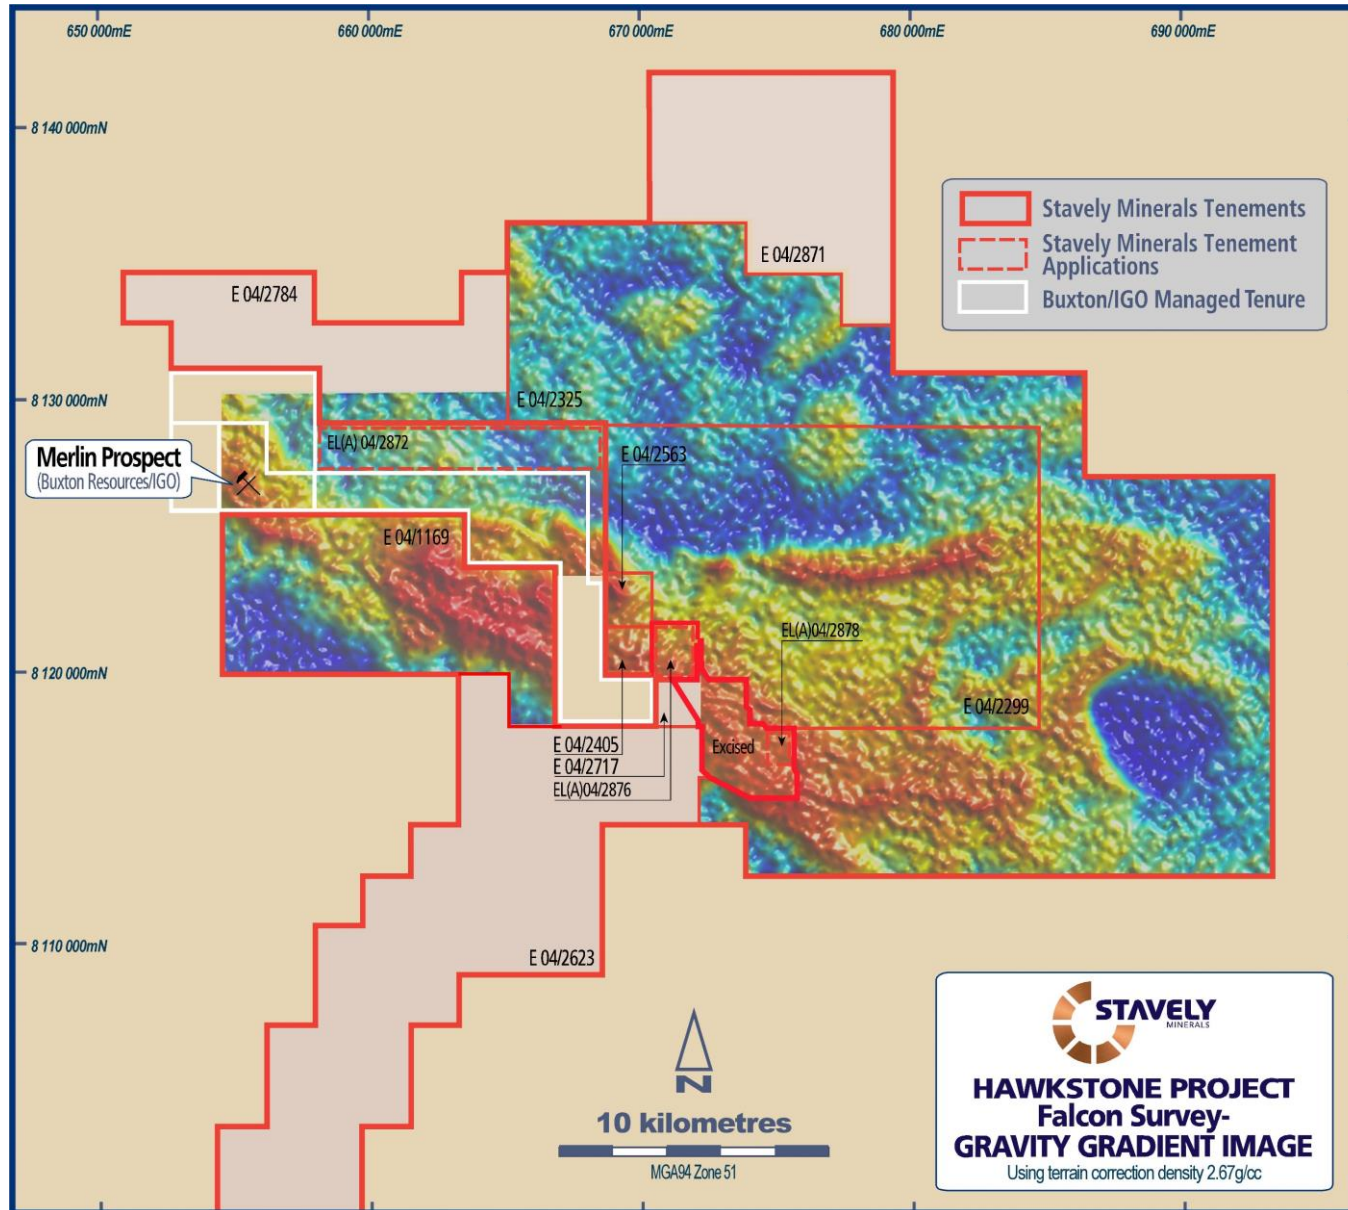 650 000mE
660 000mE
670 000mE
680 000mE
690 000mE
8 140 000mN
8 130 000mN
8 120 000mN
8 110 000mN
Stavely Minerals Tenements
Stavely Minerals Tenement
Applications
Buxton/IGO Managed Tenure
E 04/2871
E 04/2784
E 04/2325
EL(A) 04/2872
E 04/2563
Merlin Prospect
(Buxton Resources/IGO)
E 04/1169
EL(A)04/2878
E 04/2299
Excised
E 04/2405
E 04/2717
EL(A)04/2876
E 04/2623
N
10 kilometres
MGA94 Zone 51
STAVELY
MINERALS
HAWKSTONE PROJECT
Falcon Survey-
GRAVITY GRADIENT IMAGE
Using terrain correction density 2.67g/cc